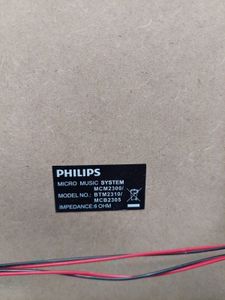 PHILIPS
MICRO MUSIC SYSTEM
MCM2300/
MODEL NO.: BTM2310/
MCB2305
IMPEDANCE:6 OHM